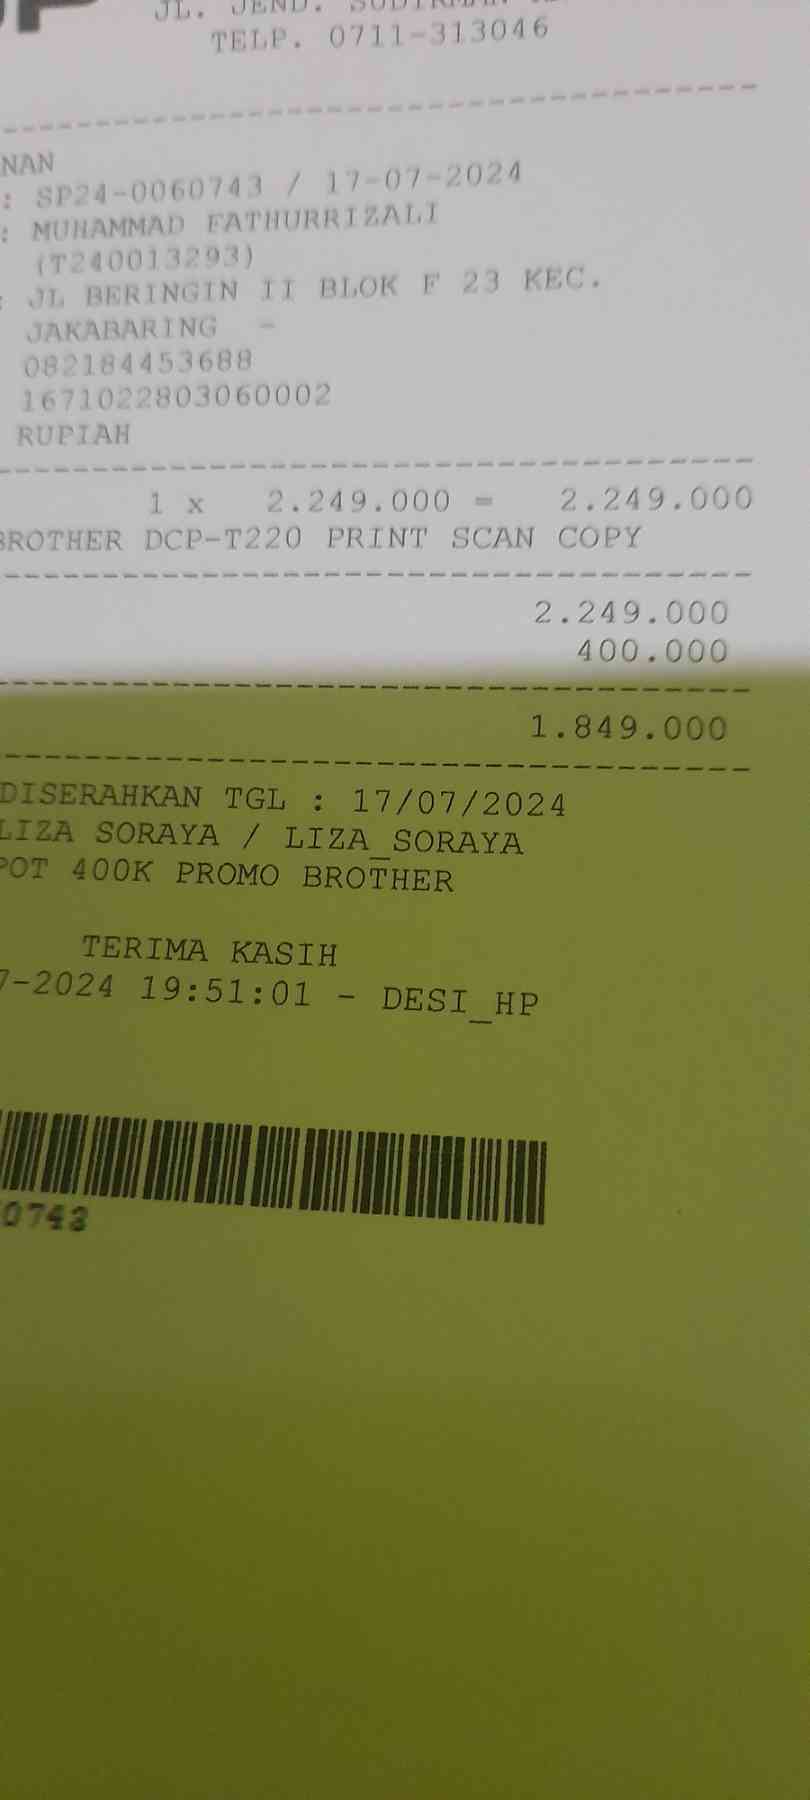 JL. JEND.
TELP. 0711-313046
NAN
: SP24-0060743 / 17-07-2024
: MUHAMMAD FATHURRIZALI
(T240013293)
: JL BERINGIN II BLOK F 23 KEC.
JAKABARING -
082184453688
1671022803060002
RUPIAH
1 x 2.249.000 = 2.249.000
BROTHER DCP-T220 PRINT SCAN COPY
2.249.000
400.000
1.849.000
DISERAHKAN TGL : 17/07/2024
LIZA SORAYA / LIZA_SORAYA
POT 400K PROMO BROTHER
TERIMA KASIH
7-2024 19:51:01 - DESI_HP
0743